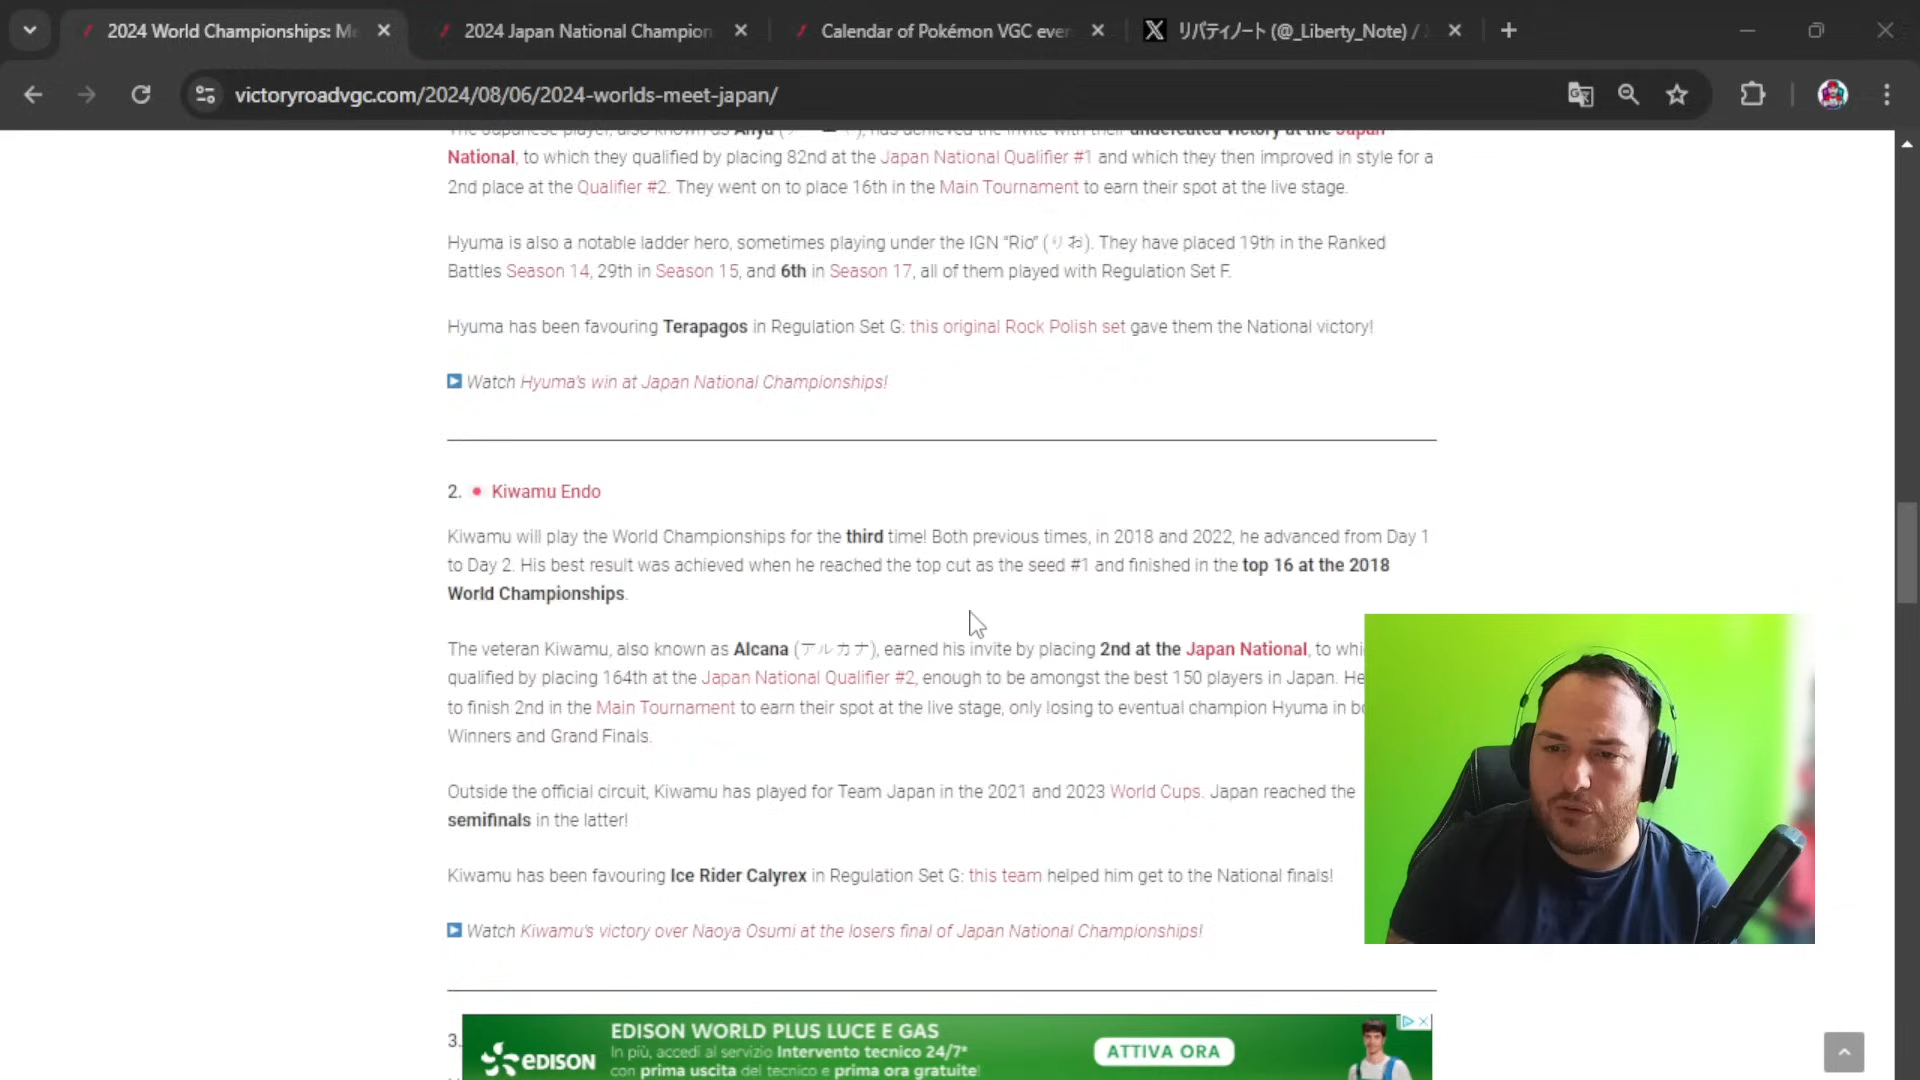 2024 World Championships: Me
2024 Japan National Champion
Calendar of Pokémon VGC ever
リバティノート (@_Liberty_Note) /
victoryroadvgc.com/2024/08/06/2024-worlds-meet-japan/
The Japanese player, also known as Anya has achieved the invite with their undefeated victory at the Japan
National, to which they qualified by placing 82nd at the Japan National Qualifier #1 and which they then improved in style for a
2nd place at the Qualifier #2. They went on to place 16th in the Main Tournament to earn their spot at the live stage.
Hyuma is also a notable ladder hero, sometimes playing under the IGN "Rio" (りお). They have placed 19th in the Ranked
Battles Season 14, 29th in Season 15, and 6th in Season 17, all of them played with Regulation Set F.
Hyuma has been favouring Terapagos in Regulation Set G: this original Rock Polish set gave them the National victory!
Watch Hyuma's win at Japan National Championships!
2. Kiwamu Endo
Kiwamu will play the World Championships for the third time! Both previous times, in 2018 and 2022, he advanced from Day 1
to Day 2. His best result was achieved when he reached the top cut as the seed #1 and finished in the top 16 at the 2018
World Championships.
The veteran Kiwamu, also known as Alcana (アルカナ), earned his invite by placing 2nd at the Japan National, to whi
qualified by placing 164th at the Japan National Qualifier #2, enough to be amongst the best 150 players in Japan. He
to finish 2nd in the Main Tournament to earn their spot at the live stage, only losing to eventual champion Hyuma in bo
Winners and Grand Finals.
Outside the official circuit, Kiwamu has played for Team Japan in the 2021 and 2023 World Cups. Japan reached the
semifinals in the latter!
Kiwamu has been favouring Ice Rider Calyrex in Regulation Set G: this team helped him get to the National finals!
Watch Kiwamu's victory over Naoya Osumi at the losers final of Japan National Championships!
3.
EDISON
EDISON WORLD PLUS LUCE E GAS
In più, accedi al servizio Intervento tecnico 24/7*
con prima uscita del tecnico e prima ora gratuite!
ATTIVA ORA